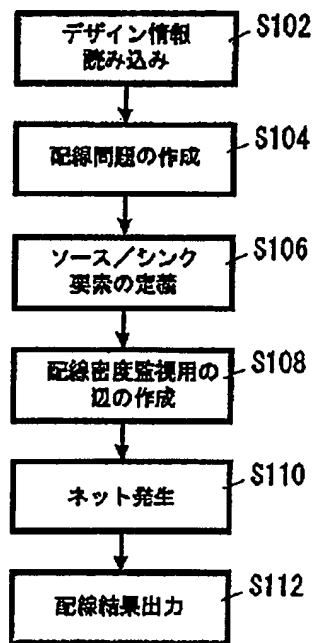 デザイン情報
読み込み
S102
配線問題の作成
S104
ソース／シンク
要素の定義
S106
配線密度監視用の
辺の作成
S108
ネット発生
S110
配線結果出力
S112